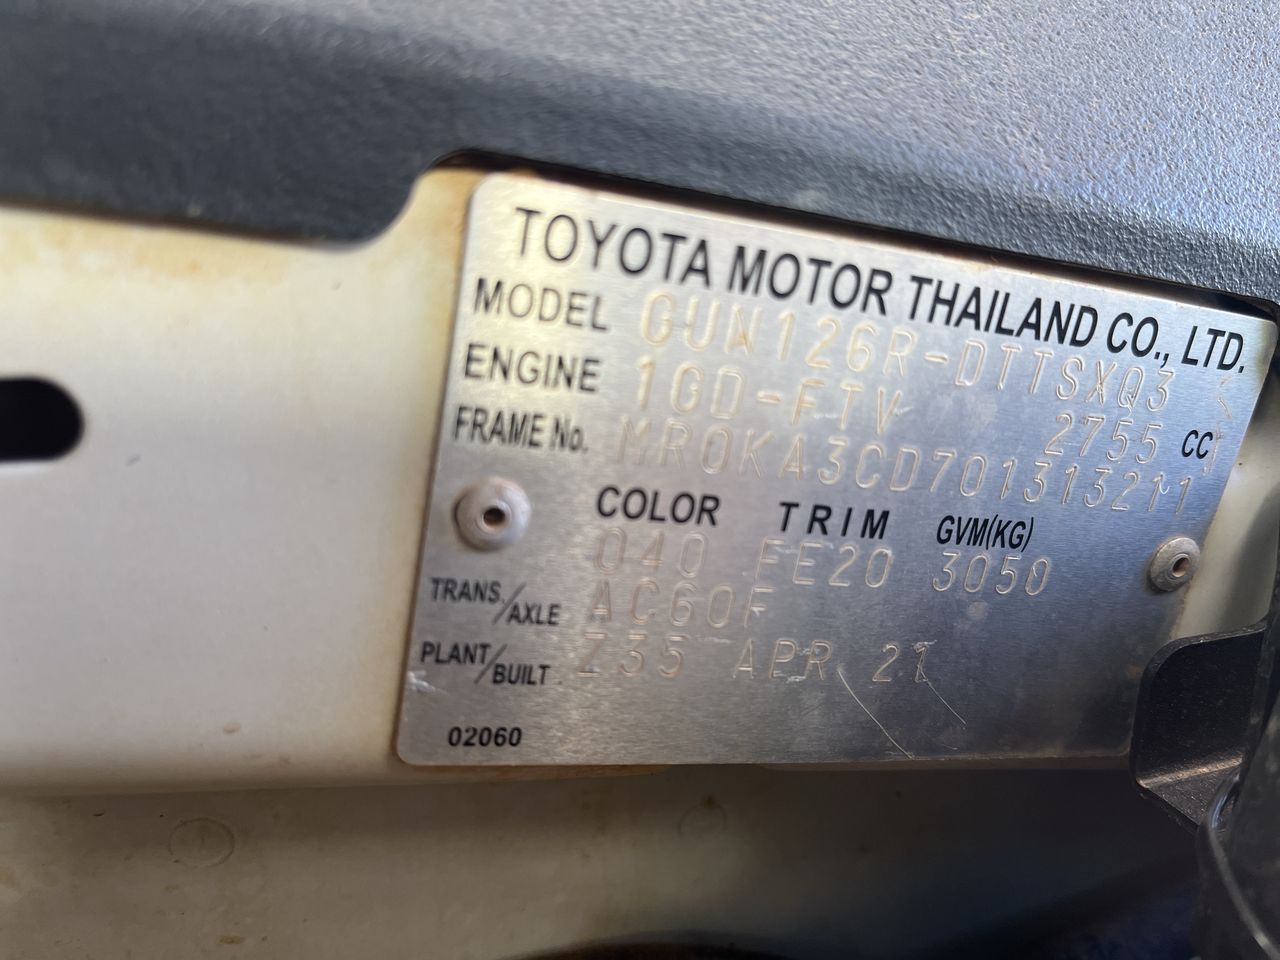 TOYOTA MOTOR THAILAND CO., LTD.
MODEL GUN126R-DTTSXQ3
ENGINE 1GD-FTV 2755 CC
FRAME No. MR0KA3CD701313211
COLOR TRIM GVM(KG)
040 FE20 3050
TRANS./AXLE AC60F
PLANT/BUILT Z35 APR 21
02060